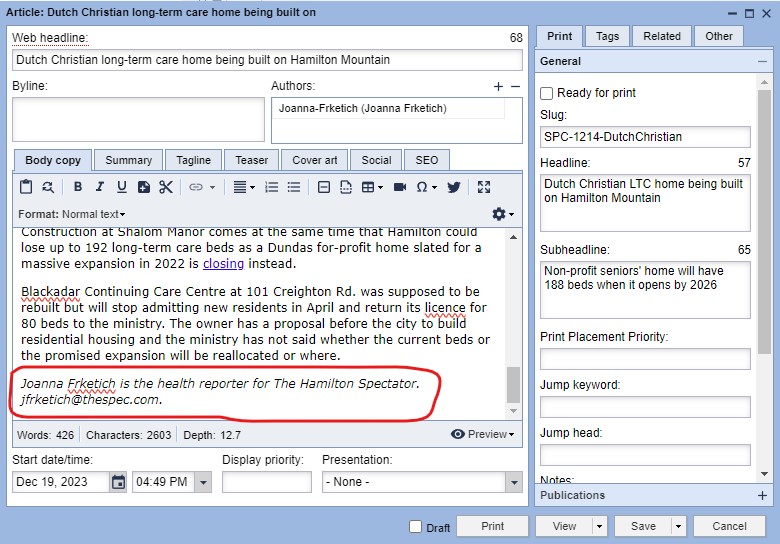 Article: Dutch Christian long-term care home being built on
Web headline:
68
Dutch Christian long-term care home being built on Hamilton Mountain
Byline:
Authors:
Joanna-Frketich (Joanna Frketich)
Body copy
Summary
Tagline
Teaser
Cover art
Social
SEO
Format: Normal text
Construction at Shalom Manor comes at the same time that Hamilton could
lose up to 192 long-term care beds as a Dundas for-profit home slated for a
massive expansion in 2022 is closing instead.
Blackadar Continuing Care Centre at 101 Creighton Rd. was supposed to be
rebuilt but will stop admitting new residents in April and return its licence for
80 beds to the ministry. The owner has a proposal before the city to build
residential housing and the ministry has not said whether the current beds or
the promised expansion will be reallocated or where.
Joanna Frketich is the health reporter for The Hamilton Spectator.
jfrketich@thespec.com.
Words: 426 Characters: 2603 Depth: 12.7
Preview
Start date/time:
Display priority:
Presentation:
Dec 19, 2023
04:49 PM
- None -
Print
Tags
Related
Other
General
Ready for print
Slug:
SPC-1214-DutchChristian
Headline:
57
Dutch Christian LTC home being built
on Hamilton Mountain
Subheadline:
65
Non-profit seniors' home will have
188 beds when it opens by 2026
Print Placement Priority:
Jump keyword:
Jump head:
Notes:
Publications
Draft
Print
View
Save
Cancel